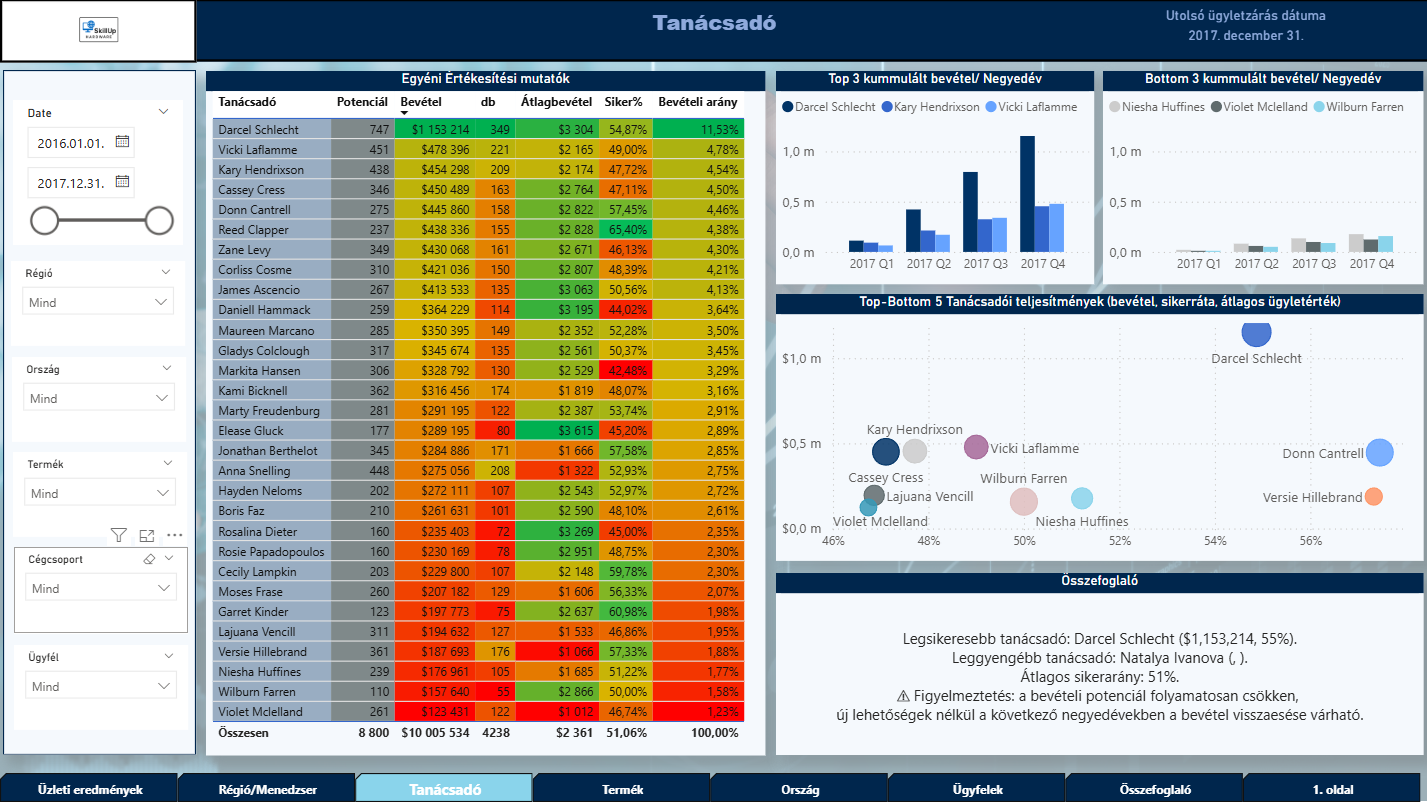 SkillUp
HARDWARE
Tanácsadó
Utolsó ügyletzárás dátuma
2017. december 31.
Date
2016.01.01.
2017.12.31.
Régió
Mind
Ország
Mind
Termék
Mind
Cégcsoport
Mind
Ügyfél
Mind
Egyéni Értékesítési mutatók
Tanácsadó Potenciál Bevétel db Átlagbevétel Siker% Bevételi arány
Darcel Schlecht 747 $1 153 214 349 $3 304 54,87% 11,53%
Vicki Laflamme 451 $478 396 221 $2 165 49,00% 4,78%
Kary Hendrixson 438 $454 298 209 $2 174 47,72% 4,54%
Cassey Cress 346 $450 489 163 $2 764 47,11% 4,50%
Donn Cantrell 275 $445 860 158 $2 822 57,45% 4,46%
Reed Clapper 237 $438 336 155 $2 828 65,40% 4,38%
Zane Levy 349 $430 068 161 $2 671 46,13% 4,30%
Corliss Cosme 310 $421 036 150 $2 807 48,39% 4,21%
James Ascencio 267 $413 533 135 $3 063 50,56% 4,13%
Daniell Hammack 259 $364 229 114 $3 195 44,02% 3,64%
Maureen Marcano 285 $350 395 149 $2 352 52,28% 3,50%
Gladys Colclough 317 $345 674 135 $2 561 50,37% 3,45%
Markita Hansen 306 $328 792 130 $2 529 42,48% 3,29%
Kami Bicknell 362 $316 456 174 $1 819 48,07% 3,16%
Marty Freudenburg 281 $291 195 122 $2 387 53,74% 2,91%
Elease Gluck 177 $289 195 80 $3 615 45,20% 2,89%
Jonathan Berthelot 345 $284 886 171 $1 666 57,58% 2,85%
Anna Snelling 448 $275 056 208 $1 322 52,93% 2,75%
Hayden Neloms 202 $272 111 107 $2 543 52,97% 2,72%
Boris Faz 210 $261 631 101 $2 590 48,10% 2,61%
Rosalina Dieter 160 $235 403 72 $3 269 45,00% 2,35%
Rosie Papadopoulos 160 $230 169 78 $2 951 48,75% 2,30%
Cecily Lampkin 203 $229 800 107 $2 148 59,78% 2,30%
Moses Frase 260 $207 182 129 $1 606 56,33% 2,07%
Garret Kinder 123 $197 773 75 $2 637 60,98% 1,98%
Lajuana Vencill 311 $194 632 127 $1 533 46,86% 1,95%
Versie Hillebrand 361 $187 693 176 $1 066 57,33% 1,88%
Niesha Huffines 239 $176 961 105 $1 685 51,22% 1,77%
Wilburn Farren 110 $157 640 55 $2 866 50,00% 1,58%
Violet Mclelland 261 $123 431 122 $1 012 46,74% 1,23%
Összesen 8 800 $10 005 534 4238 $2 361 51,06% 100,00%
Top 3 kummulált bevétel/ Negyedév
Darcel Schlecht Kary Hendrixson Vicki Laflamme
1,0 m
0,5 m
0,0 m
2017 Q1 2017 Q2 2017 Q3 2017 Q4
Bottom 3 kummulált bevétel/ Negyedév
Niesha Huffines Violet Mclelland Wilburn Farren
1,0 m
0,5 m
0,0 m
2017 Q1 2017 Q2 2017 Q3 2017 Q4
Top-Bottom 5 Tanácsadói teljesítmények (bevétel, sikerráta, átlagos ügyletérték)
$1,0 m
Darcel Schlecht
Kary Hendrixson
$0,5 m
Vicki Laflamme
Donn Cantrell
Cassey Cress
Wilburn Farren
Lajuana Vencill
Versie Hillebrand
Violet Mclelland
Niesha Huffines
$0,0 m
46% 48% 50% 52% 54% 56%
Összefoglaló
Legsikeresebb tanácsadó: Darcel Schlecht ($1,153,214, 55%).
Leggyengébb tanácsadó: Natalya Ivanova (, ).
Átlagos sikerarány: 51%.
⚠ Figyelmeztetés: a bevételi potenciál folyamatosan csökken,
új lehetőségek nélkül a következő negyedévekben a bevétel visszaesése várható.
Üzleti eredmények
Régió/Menedzser
Tanácsadó
Termék
Ország
Ügyfelek
Összefoglaló
1. oldal